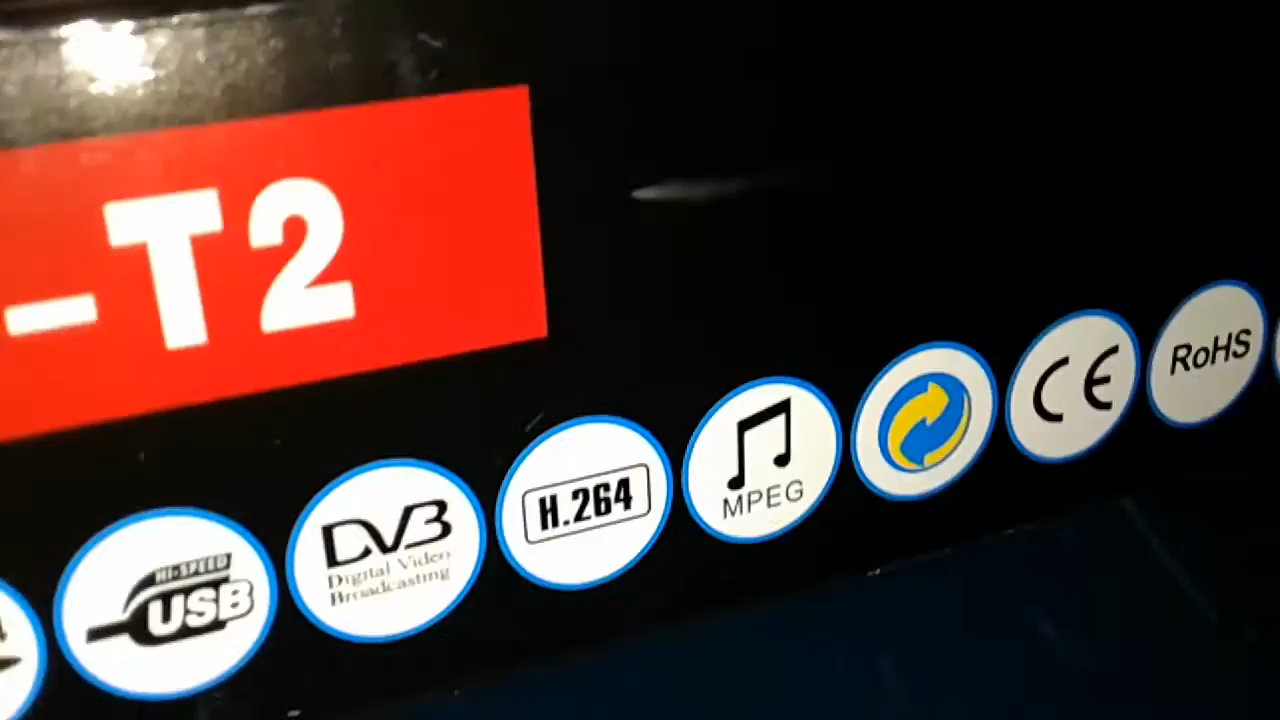 -T2
HI-SPEED
USB
DVB
Digital Video
Broadcasting
H.264
MPEG
CE
RoHS